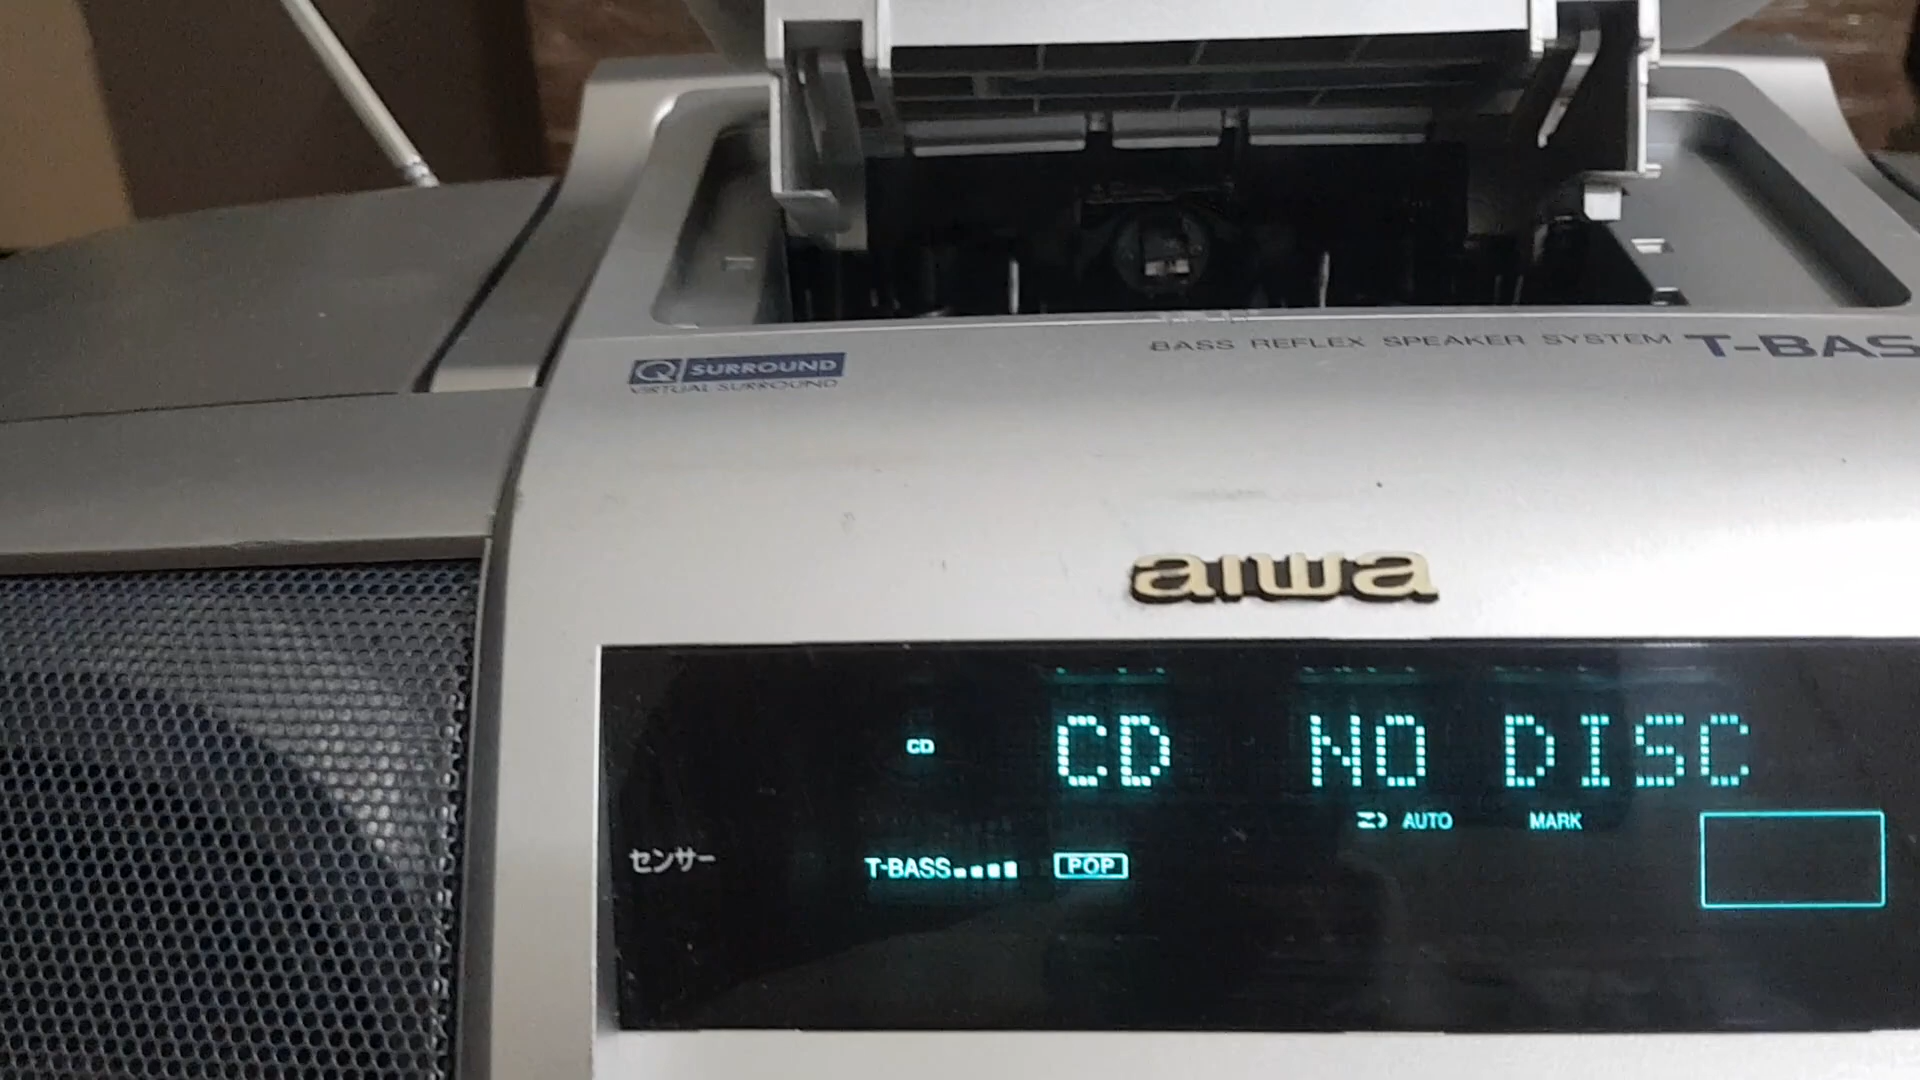 Q SURROUND
VIRTUAL SURROUND
BASS REFLEX SPEAKER SYSTEM T-BAS
aiwa
CD CD NO DISC
AUTO MARK
センサー T-BASS POP